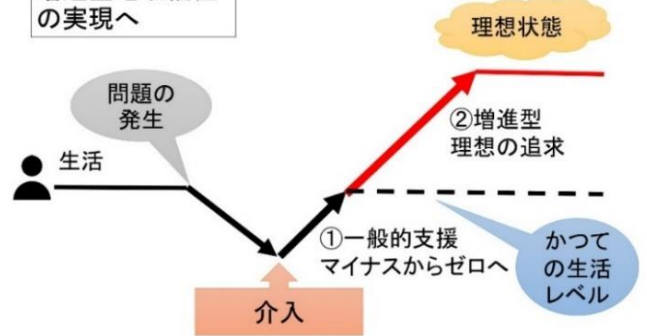 の実現へ
理想状態
問題の
発生
生活
②増進型
理想の追求
①一般的支援
マイナスからゼロへ
かつて
の生活
レベル
介入